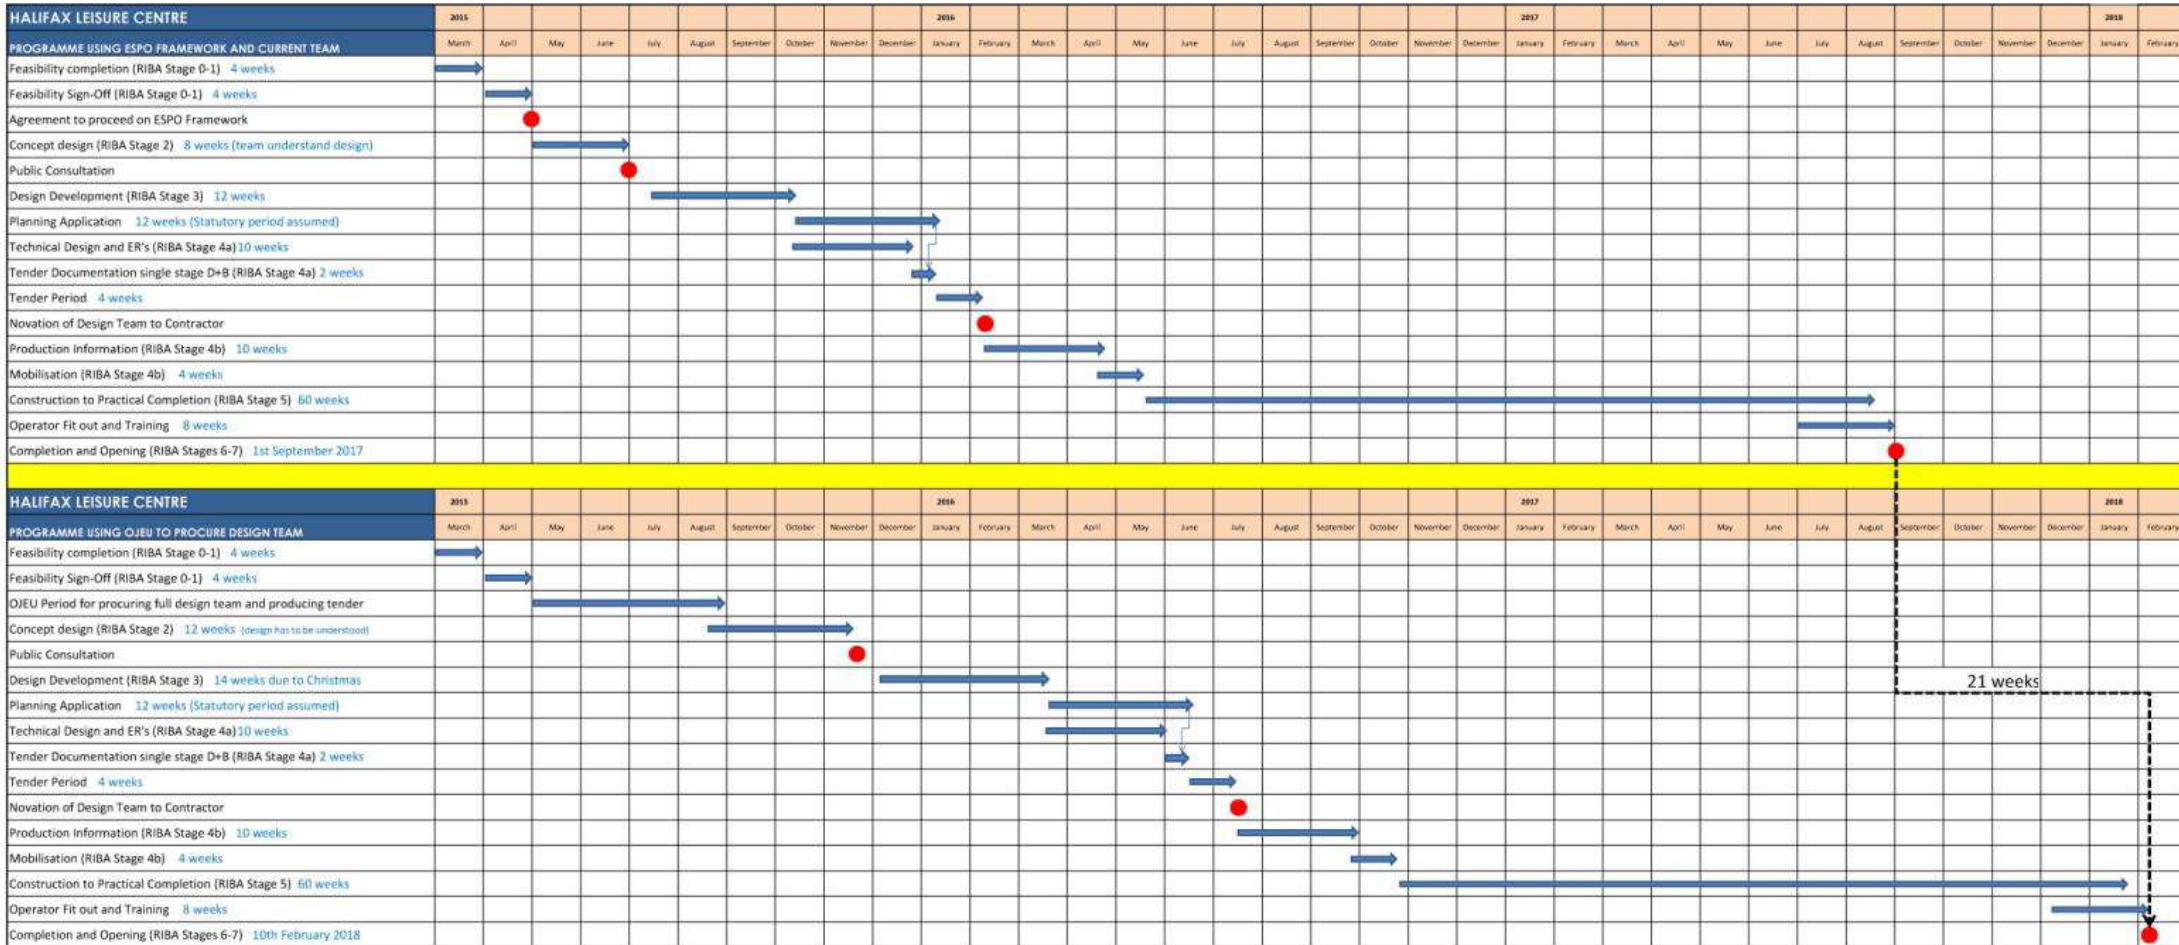 HALIFAX LEISURE CENTRE 2015 2016 2017 2018
PROGRAMME USING ESPO FRAMEWORK AND CURRENT TEAM March April May June July August September October November December January February March April May June July August September October November December January February March April May June July August September October November December January February
Feasibility completion (RIBA Stage 0-1) 4 weeks
Feasibility Sign-Off (RIBA Stage 0-1) 4 weeks
Agreement to proceed on ESPO Framework
Concept design (RIBA Stage 2) 8 weeks (team understand design)
Public Consultation
Design Development (RIBA Stage 3) 12 weeks
Planning Application 12 weeks (Statutory period assumed)
Technical Design and ER's (RIBA Stage 4a) 10 weeks
Tender Documentation single stage D+B (RIBA Stage 4a) 2 weeks
Tender Period 4 weeks
Novation of Design Team to Contractor
Production Information (RIBA Stage 4b) 10 weeks
Mobilisation (RIBA Stage 4b) 4 weeks
Construction to Practical Completion (RIBA Stage 5) 60 weeks
Operator Fit out and Training 8 weeks
Completion and Opening (RIBA Stages 6-7) 1st September 2017
HALIFAX LEISURE CENTRE 2015 2016 2017 2018
PROGRAMME USING OJEU TO PROCURE DESIGN TEAM March April May June July August September October November December January February March April May June July August September October November December January February March April May June July August September October November December January February
Feasibility completion (RIBA Stage 0-1) 4 weeks
Feasibility Sign-Off (RIBA Stage 0-1) 4 weeks
OJEU Period for procuring full design team and producing tender
Concept design (RIBA Stage 2) 12 weeks (design has to be understood)
Public Consultation
Design Development (RIBA Stage 3) 14 weeks due to Christmas
21 weeks
Planning Application 12 weeks (Statutory period assumed)
Technical Design and ER's (RIBA Stage 4a) 10 weeks
Tender Documentation single stage D+B (RIBA Stage 4a) 2 weeks
Tender Period 4 weeks
Novation of Design Team to Contractor
Production Information (RIBA Stage 4b) 10 weeks
Mobilisation (RIBA Stage 4b) 4 weeks
Construction to Practical Completion (RIBA Stage 5) 60 weeks
Operator Fit out and Training 8 weeks
Completion and Opening (RIBA Stages 6-7) 10th February 2018